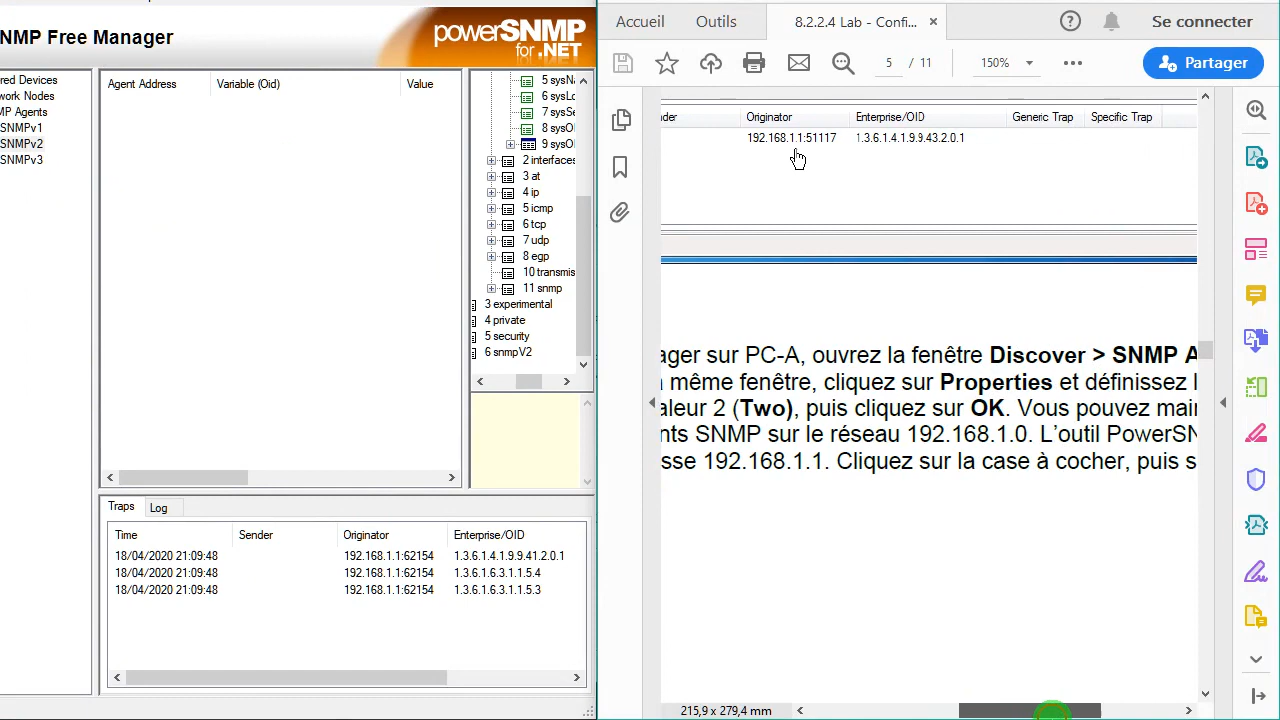 NMP Free Manager
powerSNMP
for .NET
red Devices
work Nodes
MP Agents
SNMPv1
SNMPv2
SNMPv3
Agent Address Variable (Oid) Value
5 sysN
6 sysLo
7 sysSe
8 sysO
9 sysO
2 interfaces
3 at
4 ip
5 icmp
6 tcp
7 udp
8 egp
10 transmis
11 snmp
3 experimental
4 private
5 security
6 snmpV2
Traps Log
Time Sender Originator Enterprise/OID
18/04/2020 21:09:48 192.168.1.1:62154 1.3.6.1.4.1.9.9.41.2.0.1
18/04/2020 21:09:48 192.168.1.1:62154 1.3.6.1.6.3.1.1.5.4
18/04/2020 21:09:48 192.168.1.1:62154 1.3.6.1.6.3.1.1.5.3
Accueil Outils 8.2.2.4 Lab - Confi... × Se connecter
5 / 11 150% Partager
der Originator Enterprise/OID Generic Trap Specific Trap
192.168.1.1:51117 1.3.6.1.4.1.9.9.43.2.0.1
ager sur PC-A, ouvrez la fenêtre Discover > SNMP A
a même fenêtre, cliquez sur Properties et définissez l
aleur 2 (Two), puis cliquez sur OK. Vous pouvez main
nts SNMP sur le réseau 192.168.1.0. L’outil PowerSN
sse 192.168.1.1. Cliquez sur la case à cocher, puis s
215,9 x 279,4 mm